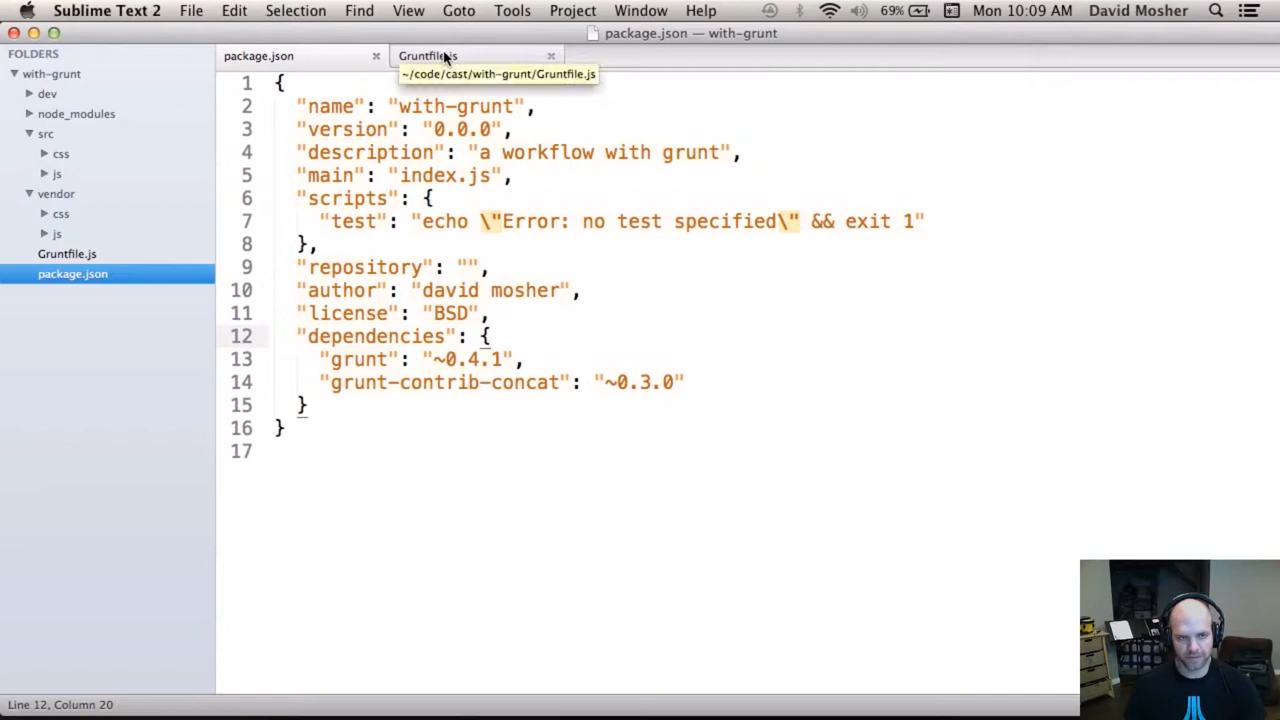 Sublime Text 2 File Edit Selection Find View Goto Tools Project Window Help 69% Mon 10:09 AM David Mosher
package.json — with-grunt
FOLDERS
with-grunt
dev
node_modules
src
css
js
vendor
css
js
Gruntfile.js
package.json
package.json Gruntfile.js
~/code/cast/with-grunt/Gruntfile.js
1 {
2 "name": "with-grunt",
3 "version": "0.0.0",
4 "description": "a workflow with grunt",
5 "main": "index.js",
6 "scripts": {
7 "test": "echo \"Error: no test specified\" && exit 1"
8 },
9 "repository": "",
10 "author": "david mosher",
11 "license": "BSD",
12 "dependencies": {
13 "grunt": "~0.4.1",
14 "grunt-contrib-concat": "~0.3.0"
15 }
16 }
17
Line 12, Column 20